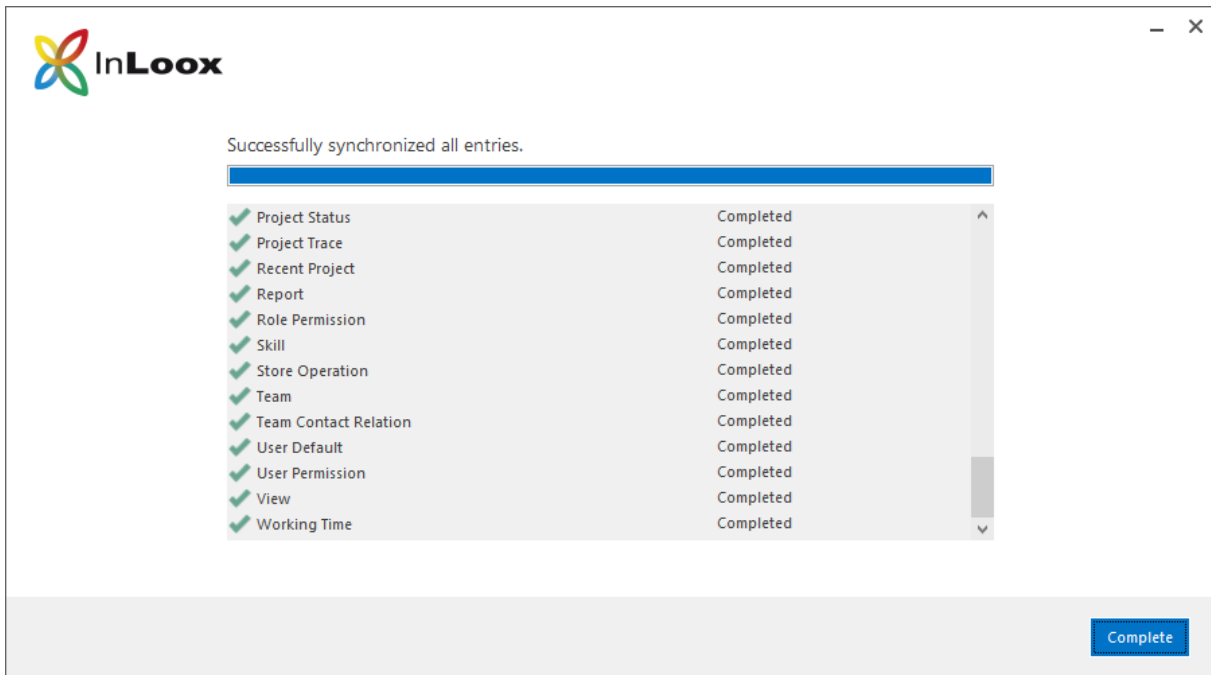 InLoox
Successfully synchronized all entries.
Project Status Completed
Project Trace Completed
Recent Project Completed
Report Completed
Role Permission Completed
Skill Completed
Store Operation Completed
Team Completed
Team Contact Relation Completed
User Default Completed
User Permission Completed
View Completed
Working Time Completed
Complete